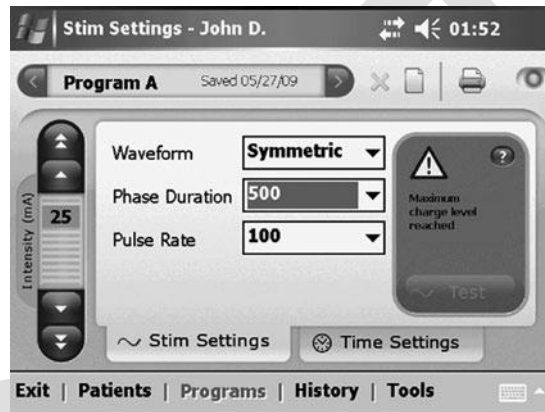 Stim Settings - John D. 01:52
Program A Saved 05/27/09
Intensity (mA)
25
Waveform Symmetric
Phase Duration 500
Pulse Rate 100
?
Maximum
charge level
reached
Test
Stim Settings Time Settings
Exit | Patients | Programs | History | Tools